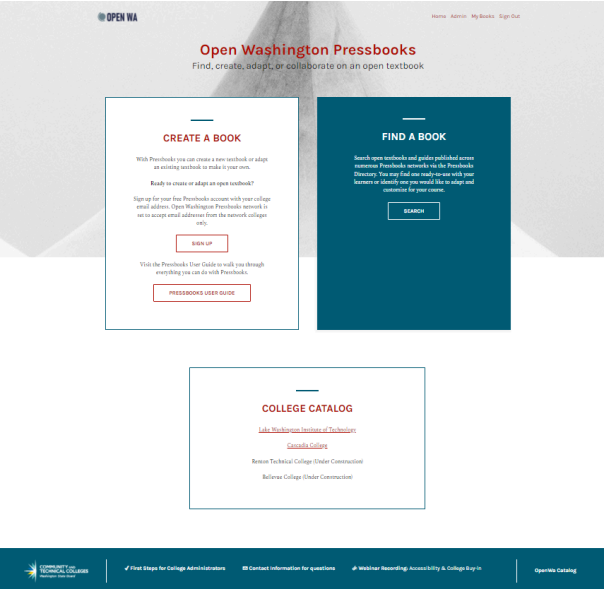 OPEN WA
Home Admin My Books Sign Out
Open Washington Pressbooks
Find, create, adapt, or collaborate on an open textbook
CREATE A BOOK
With Pressbooks you can create a new textbook or adapt
an existing textbook to make it your own.
Ready to create or adapt an open textbook?
Sign up for your free Pressbooks account with your college
email address. Open Washington Pressbooks network is
set to accept email addresses from the network colleges
only.
SIGN UP
Visit the Pressbooks User Guide to walk you through
everything you can do with Pressbooks.
PRESSBOOKS USER GUIDE
FIND A BOOK
Search open textbooks and guides published across
numerous Pressbooks networks via the Pressbooks
Directory. You may find one ready-to-use with your
learners or identify one you would like to adapt and
customize for your course.
SEARCH
COLLEGE CATALOG
Lake Washington Institute of Technology
Cascadia College
Renton Technical College (Under Construction)
Bellevue College (Under Construction)
COMMUNITY AND
TECHNICAL COLLEGES
Washington State Board
First Steps for College Administrators
Contact information for questions
Webinar Recording: Accessibility & College Buy-in
OpenWa Catalog